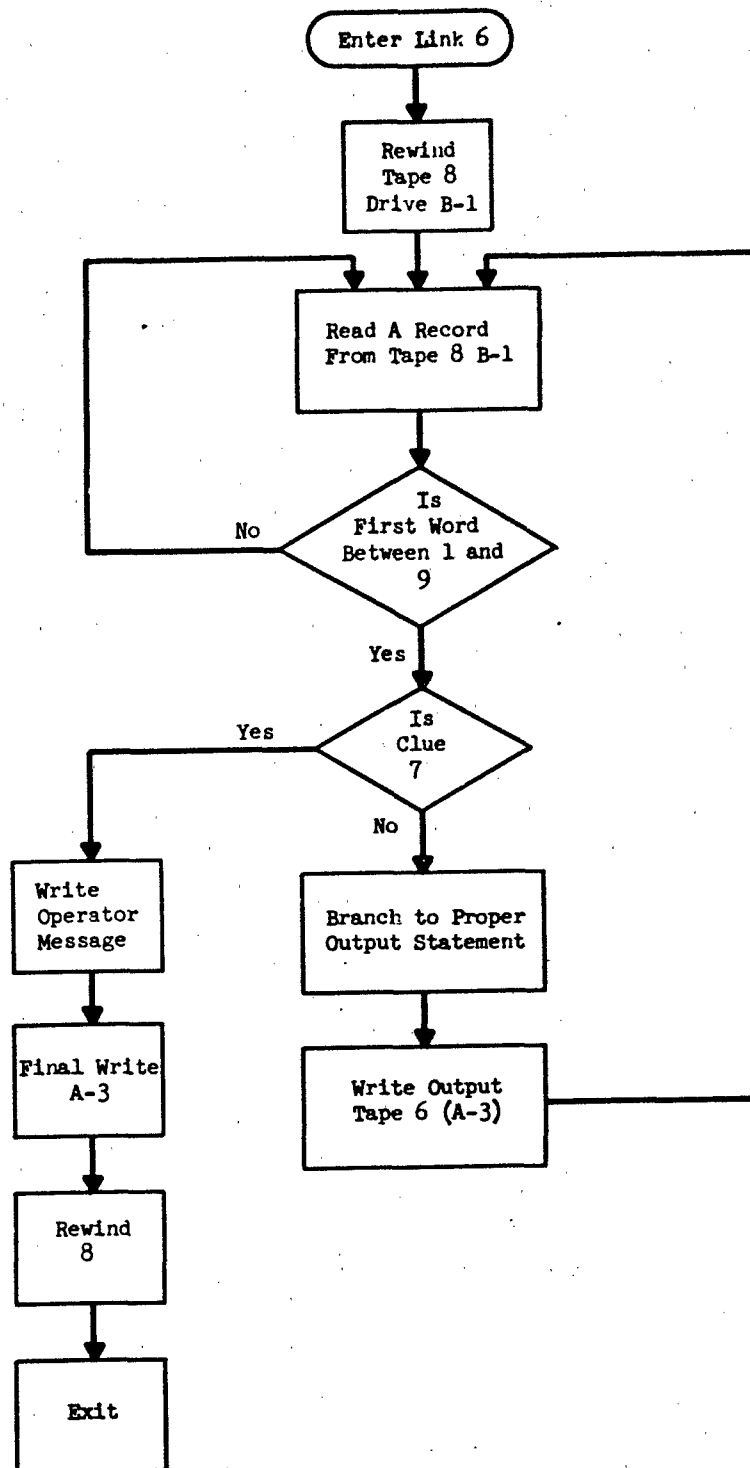 Enter Link 6
Rewind
Tape 8
Drive B-1
Read A Record
From Tape 8 B-1
Is
First Word
Between 1 and
9
No
Yes
Is
Clue
7
Yes
No
Write
Operator
Message
Branch to Proper
Output Statement
Final Write
A-3
Write Output
Tape 6 (A-3)
Rewind
8
Exit